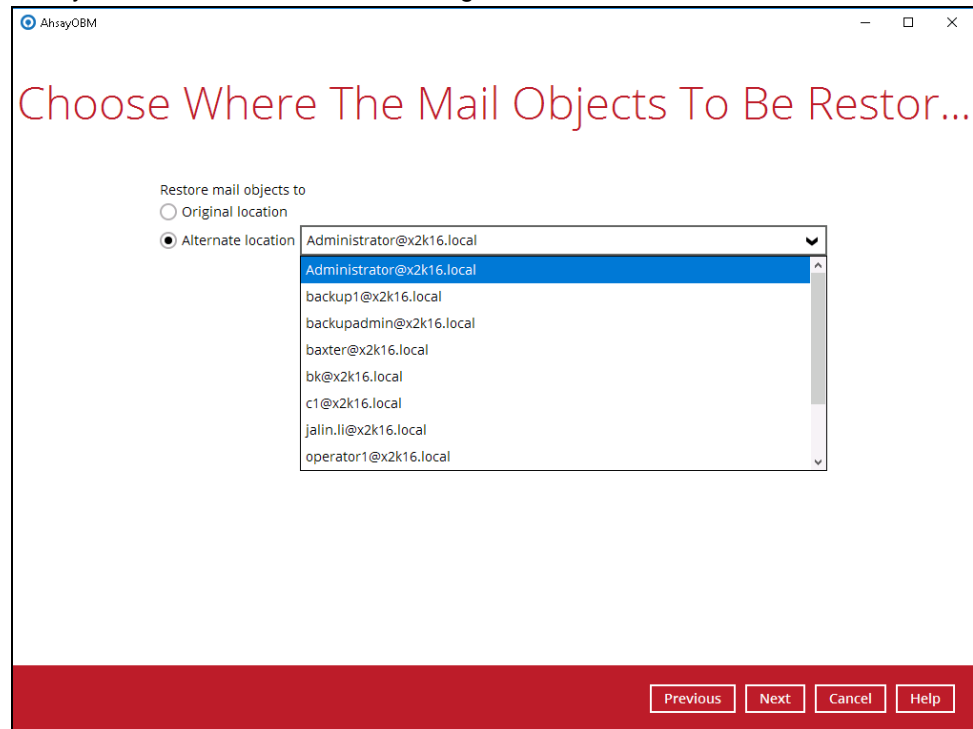 AhsayOBM
Choose Where The Mail Objects To Be Restor...
Restore mail objects to
Original location
Alternate location Administrator@x2k16.local
Administrator@x2k16.local
backup1@x2k16.local
backupadmin@x2k16.local
baxter@x2k16.local
bk@x2k16.local
c1@x2k16.local
jalin.li@x2k16.local
operator1@x2k16.local
Previous Next Cancel Help